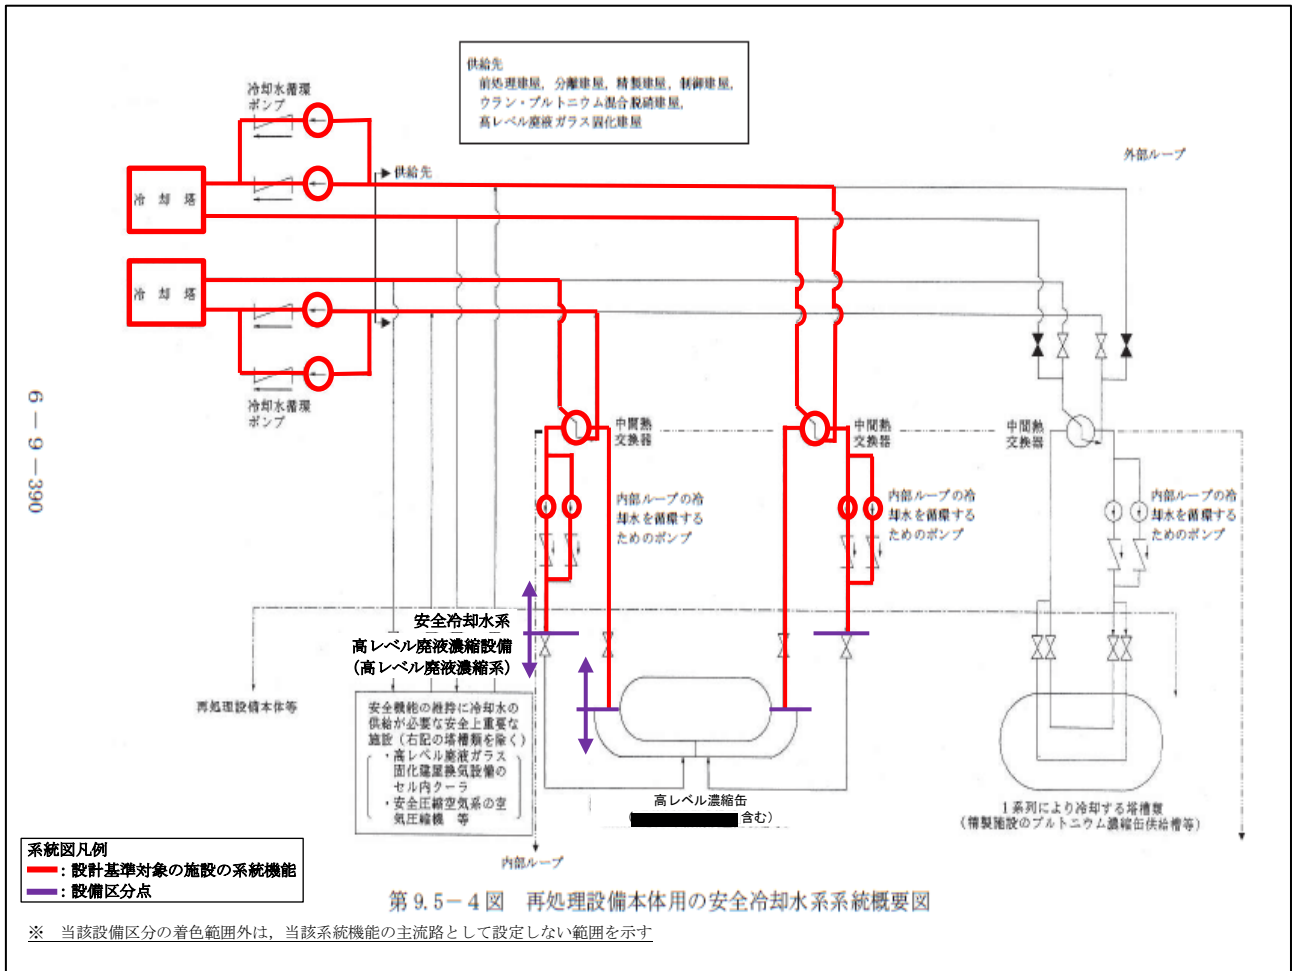 供給先
前処理建屋，分離建屋，精製建屋，制御建屋，
ウラン・プルトニウム混合脱硝建屋，
高レベル廃液ガラス固化建屋
冷却水循環
ポンプ
外部ループ
供給先
冷却塔
冷却塔
冷却水循環
ポンプ
6－9－390
中間熱
交換器
中間熱
交換器
中間熱
交換器
内部ループの冷
却水を循環する
ためのポンプ
内部ループの冷
却水を循環する
ためのポンプ
内部ループの冷
却水を循環する
ためのポンプ
安全冷却水系
高レベル廃液濃縮設備
（高レベル廃液濃縮系）
再処理設備本体等
安全機能の維持に冷却水の
供給が必要な安全上重要な
施設（右記の塔槽類を除く）
・高レベル廃液ガラス
固化建屋換気設備の
セル内クーラ
・安全圧縮空気系の空
気圧縮機 等
高レベル濃縮缶
（ 含む）
1系列により冷却する塔槽類
（精製施設のプルトニウム濃縮缶供給槽等）
内部ループ
系統図凡例
：設計基準対象の施設の系統機能
：設備区分点
第9.5－4図 再処理設備本体用の安全冷却水系系統概要図
※ 当該設備区分の着色範囲外は，当該系統機能の主流路として設定しない範囲を示す